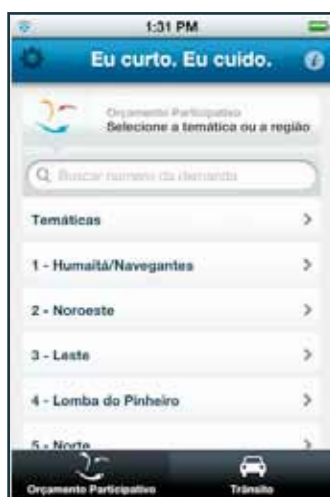 1:31 PM
Eu curto. Eu cuido.
Orçamento Participativo
Selecione a temática ou a região
Buscar numero da demanda
Temáticas
1 - Humaitá/Navegantes
2 - Noroeste
3 - Leste
4 - Lomba do Pinheiro
5 - Norte
Orçamento Participativo
Trânsito